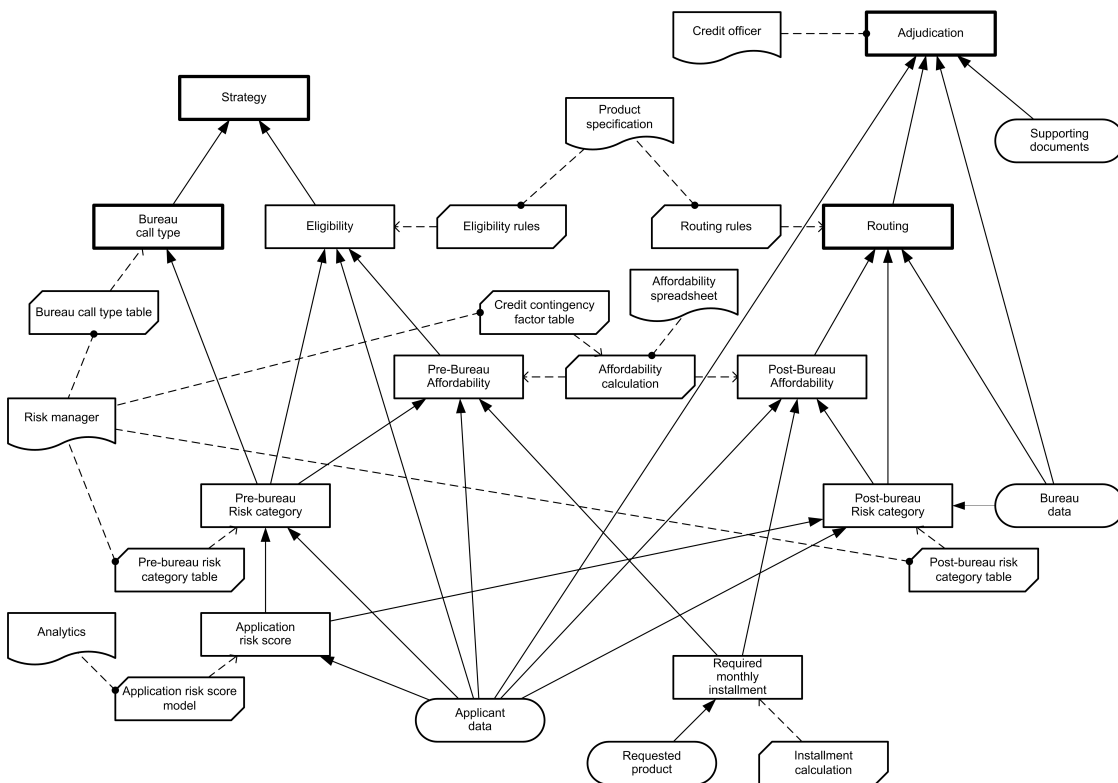 Credit officer
Adjudication
Strategy
Product
specification
Supporting
documents
Bureau
call type
Eligibility
Eligibility rules
Routing rules
Routing
Bureau call type table
Credit contingency
factor table
Affordability
spreadsheet
Pre-Bureau
Affordability
Affordability
calculation
Post-Bureau
Affordability
Risk manager
Pre-bureau
Risk category
Post-bureau
Risk category
Bureau
data
Pre-bureau risk
category table
Post-bureau risk
category table
Analytics
Application
risk score
Application risk score
model
Applicant
data
Required
monthly
installment
Requested
product
Installment
calculation